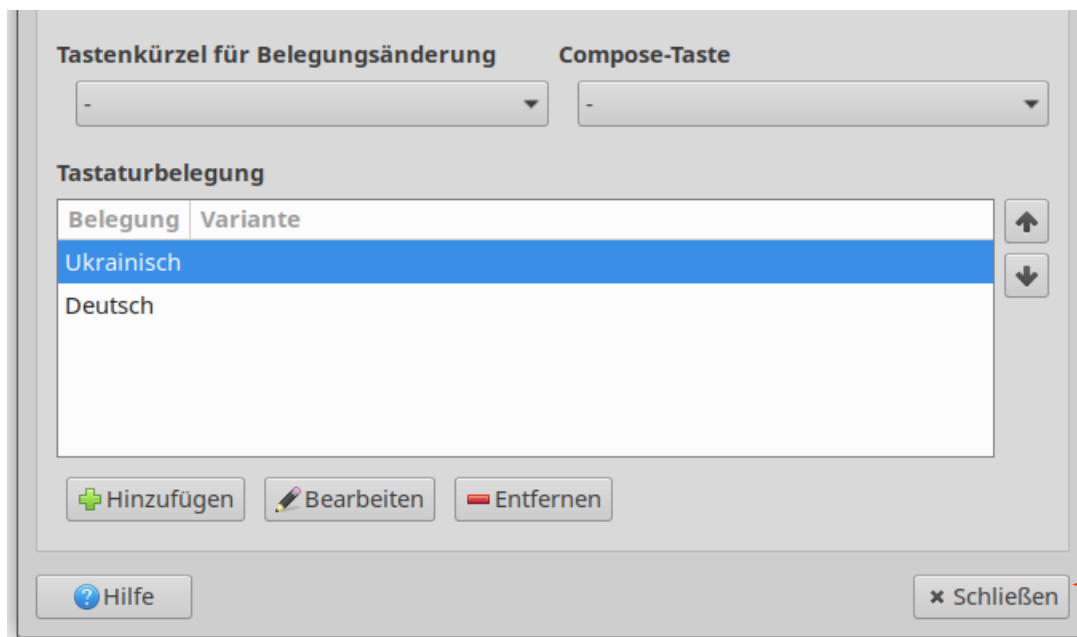 Tastenkürzel für Belegungsänderung Compose-Taste
- -
Tastaturbelegung
Belegung Variante
Ukrainisch
Deutsch
Hinzufügen Bearbeiten Entfernen
Hilfe Schließen